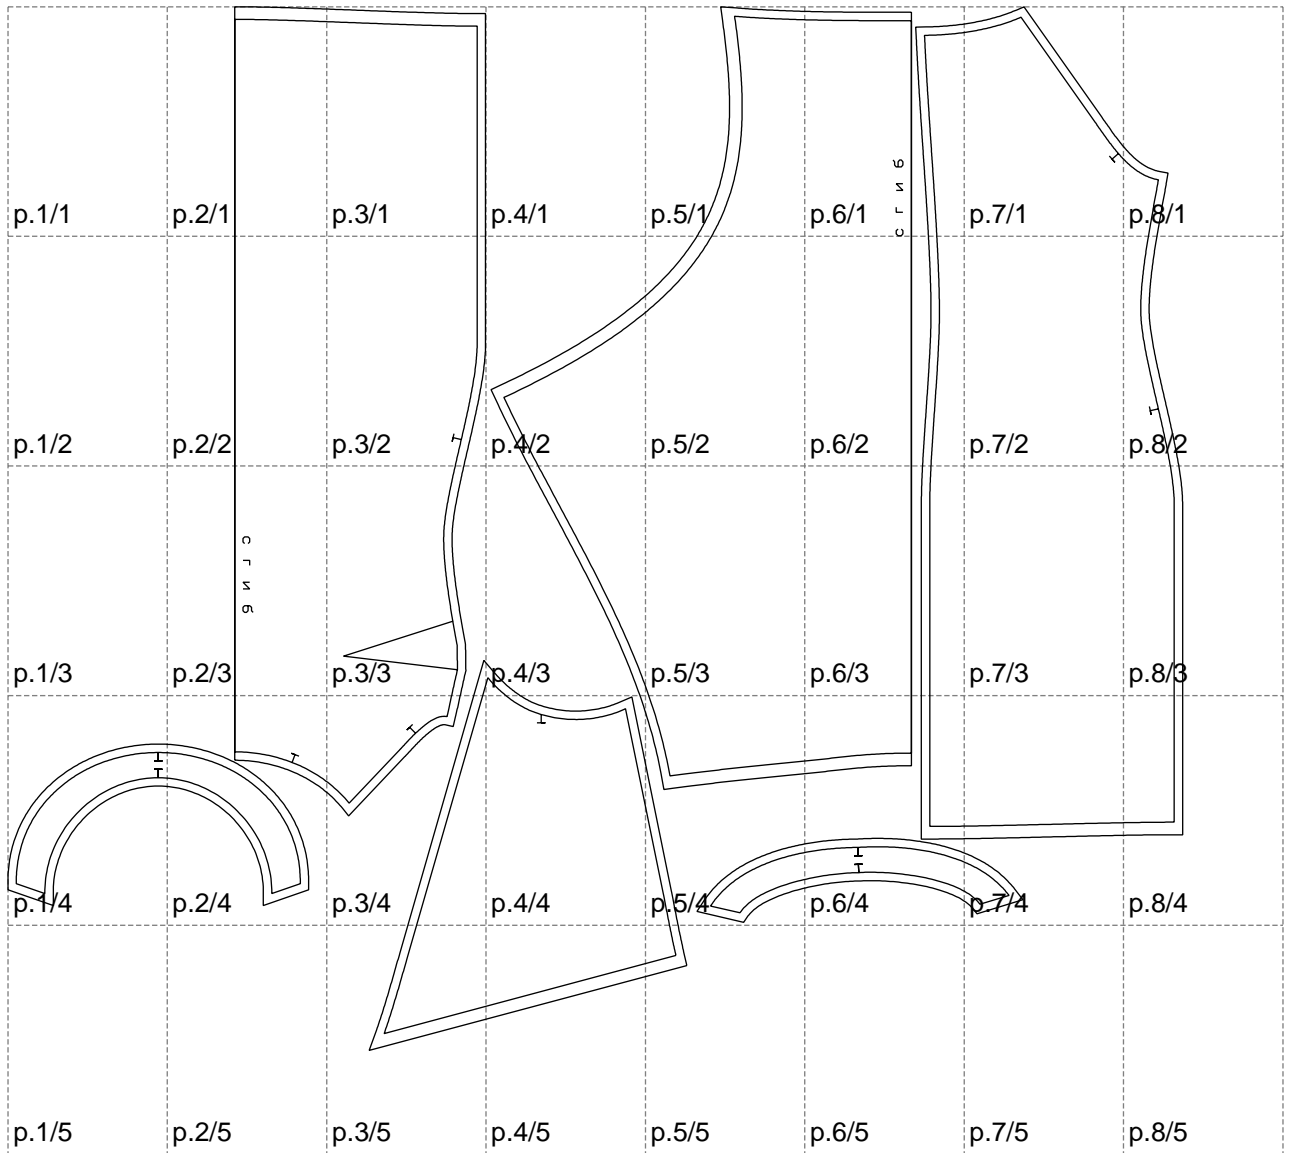 сгиб
p.1/1 p.2/1 p.3/1 p.4/1 p.5/1 p.6/1 p.7/1 p.8/1
p.1/2 p.2/2 p.3/2 p.4/2 p.5/2 p.6/2 p.7/2 p.8/2
сгиб
p.1/3 p.2/3 p.3/3 p.4/3 p.5/3 p.6/3 p.7/3 p.8/3
p.1/4 p.2/4 p.3/4 p.4/4 p.5/4 p.6/4 p.7/4 p.8/4
p.1/5 p.2/5 p.3/5 p.4/5 p.5/5 p.6/5 p.7/5 p.8/5